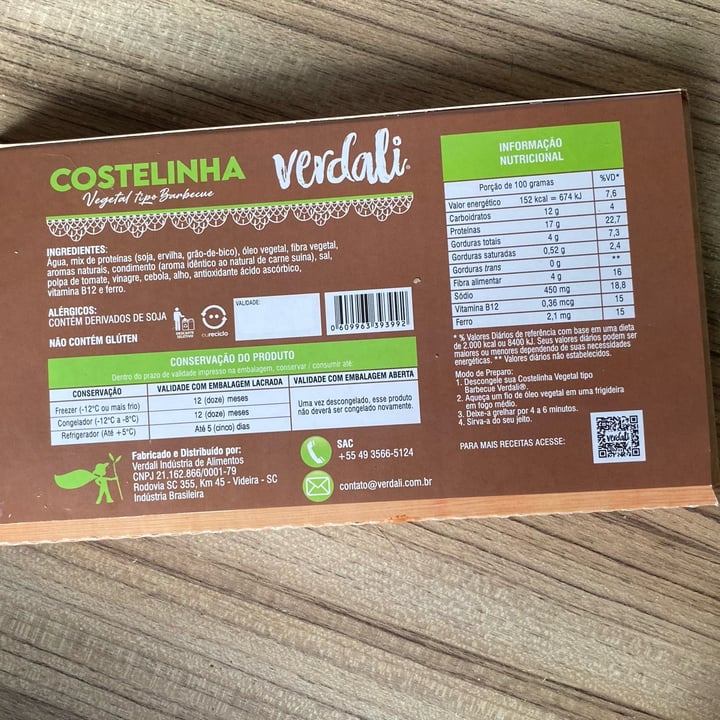 COSTELINHA
Vegetal tipo Barbecue
verdali®
INGREDIENTES:
Água, mix de proteínas (soja, ervilha, grão-de-bico), óleo vegetal, fibra vegetal,
aromas naturais, condimento (aroma idêntico ao natural de carne suína), sal,
polpa de tomate, vinagre, cebola, alho, antioxidante ácido ascórbico,
vitamina B12 e ferro.
ALÉRGICOS:
CONTÉM DERIVADOS DE SOJA
NÃO CONTÉM GLÚTEN
DESCARTE
SELETIVO
eureciclo
VALIDADE:
0 609963 393992
CONSERVAÇÃO DO PRODUTO
Dentro do prazo de validade impresso na embalagem, conservar / consumir até:
CONSERVAÇÃO VALIDADE COM EMBALAGEM LACRADA VALIDADE COM EMBALAGEM ABERTA
Freezer (-12°C ou mais frio) 12 (doze) meses
Congelador (-12°C a -8°C) 12 (doze) meses
Refrigerador (Até +5°C) Até 5 (cinco) dias
Uma vez descongelado, esse produto
não deverá ser congelado novamente.
Fabricado e Distribuído por:
Verdali Indústria de Alimentos
CNPJ 21.162.866/0001-79
Rodovia SC 355, Km 45 - Videira - SC
Indústria Brasileira
SAC
+55 49 3566-5124
contato@verdali.com.br
INFORMAÇÃO
NUTRICIONAL
Porção de 100 gramas %VD*
Valor energético 152 kcal = 674 kJ 7,6
Carboidratos 12 g 4
Proteínas 17 g 22,7
Gorduras totais 4 g 7,3
Gorduras saturadas 0,52 g 2,4
Gorduras trans 0 g **
Fibra alimentar 4 g 16
Sódio 450 mg 18,8
Vitamina B12 0,36 mcg 15
Ferro 2,1 mg 15
* % Valores Diários de referência com base em uma dieta
de 2.000 kcal ou 8400 kJ. Seus valores diários podem ser
maiores ou menores dependendo de suas necessidades
energéticas. ** Valores diários não estabelecidos.
Modo de Preparo:
1. Descongele sua Costelinha Vegetal tipo
Barbecue Verdali®.
2. Aqueça um fio de óleo vegetal em uma frigideira
em fogo médio.
3. Deixe-a grelhar por 4 a 6 minutos.
4. Sirva-a do seu jeito.
PARA MAIS RECEITAS ACESSE:
verdali